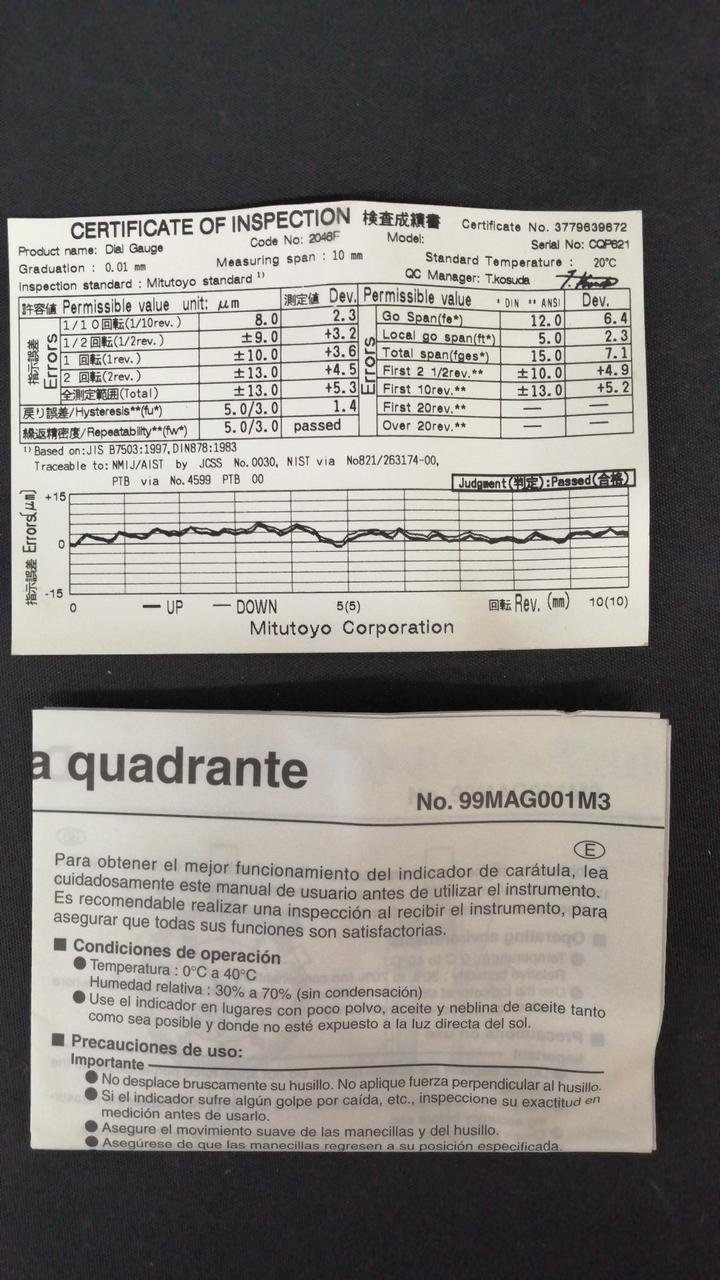 CERTIFICATE OF INSPECTION 検査成績書 Certificate No. 3779639672
Product name: Dial Gauge Code No: 2046F Model: Serial No: CQP621
Graduation : 0.01 mm Measuring span : 10 mm Standard Temperature : 20℃
Inspection standard : Mitutoyo standard 1) QC Manager: T.kosuda
許容値 Permissible value unit: μm 測定値 Dev.
指示誤差 Errors
1/10回転(1/10rev.) 8.0 2.3
1/2回転(1/2rev.) ±9.0 +3.2
1 回転(1rev.) ±10.0 +3.6
2 回転(2rev.) ±13.0 +4.5
全測定範囲(Total) ±13.0 +5.3
戻り誤差/Hysteresis**(fu*) 5.0/3.0 1.4
繰返精密度/Repeatability**(fw*) 5.0/3.0 passed
Permissible value * DIN ** ANSI Dev.
Errors
Go Span(fe*) 12.0 6.4
Local go span(ft*) 5.0 2.3
Total span(fges*) 15.0 7.1
First 2 1/2rev.** ±10.0 +4.9
First 10rev.** ±13.0 +5.2
First 20rev.** — —
Over 20rev.** — —
1) Based on:JIS B7503:1997,DIN878:1983
Traceable to: NMIJ/AIST by JCSS No.0030, NIST via No821/263174-00,
PTB via No.4599 PTB 00
Judgment(判定):Passed(合格)
指示誤差 Errors(μm)
+15
0
-15
0 UP DOWN 5(5) 回転 Rev. (mm) 10(10)
Mitutoyo Corporation
a quadrante
No. 99MAG001M3
E
Para obtener el mejor funcionamiento del indicador de carátula, lea
cuidadosamente este manual de usuario antes de utilizar el instrumento.
Es recomendable realizar una inspección al recibir el instrumento, para
asegurar que todas sus funciones son satisfactorias.
■ Condiciones de operación
● Temperatura : 0°C a 40°C
Humedad relativa : 30% a 70% (sin condensación)
● Use el indicador en lugares con poco polvo, aceite y neblina de aceite tanto
como sea posible y donde no esté expuesto a la luz directa del sol.
■ Precauciones de uso:
Importante
● No desplace bruscamente su husillo. No aplique fuerza perpendicular al husillo.
● Si el indicador sufre algún golpe por caída, etc., inspeccione su exactitud en
medición antes de usarlo.
● Asegure el movimiento suave de las manecillas y del husillo.
● Asegúrese de que las manecillas regresen a su posición especificada.